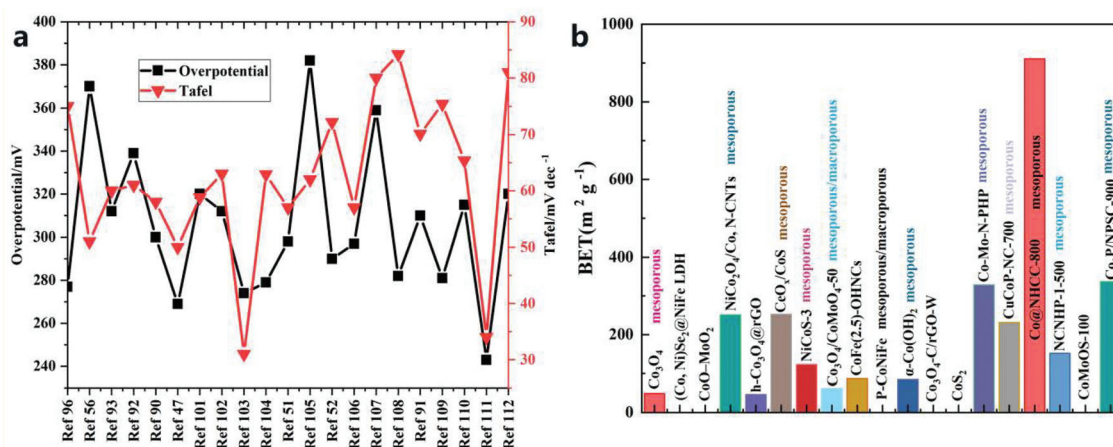 a
400
380
360
340
320
300
280
260
240
Overpotential/mV
Overpotential
Tafel
90
80
70
60
50
40
30
Tafel/mV dec⁻¹
Ref 96
Ref 56
Ref 93
Ref 92
Ref 90
Ref 47
Ref 101
Ref 102
Ref 103
Ref 104
Ref 51
Ref 105
Ref 52
Ref 106
Ref 107
Ref 108
Ref 91
Ref 109
Ref 110
Ref 111
Ref 112
b
1000
800
600
400
200
0
BET(m² g⁻¹)
Co₃O₄ mesoporous
(Co, Ni)Se₂@NiFe LDH
CoO–MoO₂
NiCo₂O₄/Co, N-CNTs mesoporous
h-Co₃O₄@rGO
CeOₓ/CoS mesoporous
NiCoS-3 mesoporous
Co₃O₄/CoMoO₄-50 mesoporous/macroporous
CoFe(2.5)-OHNCs
P-CoNiFe mesoporous/macroporous
α-Co(OH)₂ mesoporous
Co₃O₄-C/rGO-W
CoS₂
Co-Mo-N-PHP mesoporous
CuCoP-NC-700 mesoporous
Co@NHCC-800 mesoporous
NCNHP-1-500 mesoporous
CoMoOS-100
Co-P/NPSC-900 mesoporous